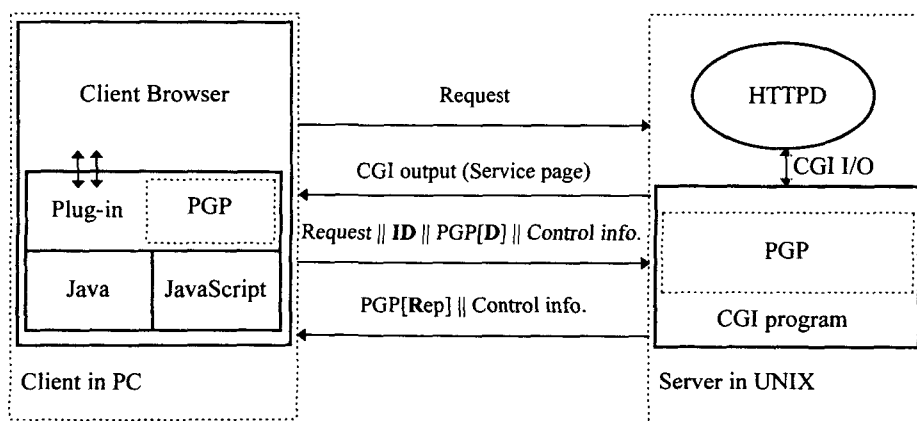 Client Browser
Plug-in
PGP
Java
JavaScript
Client in PC
Request
CGI output (Service page)
Request || ID || PGP[D] || Control info.
PGP[Rep] || Control info.
HTTPD
CGI I/O
PGP
CGI program
Server in UNIX